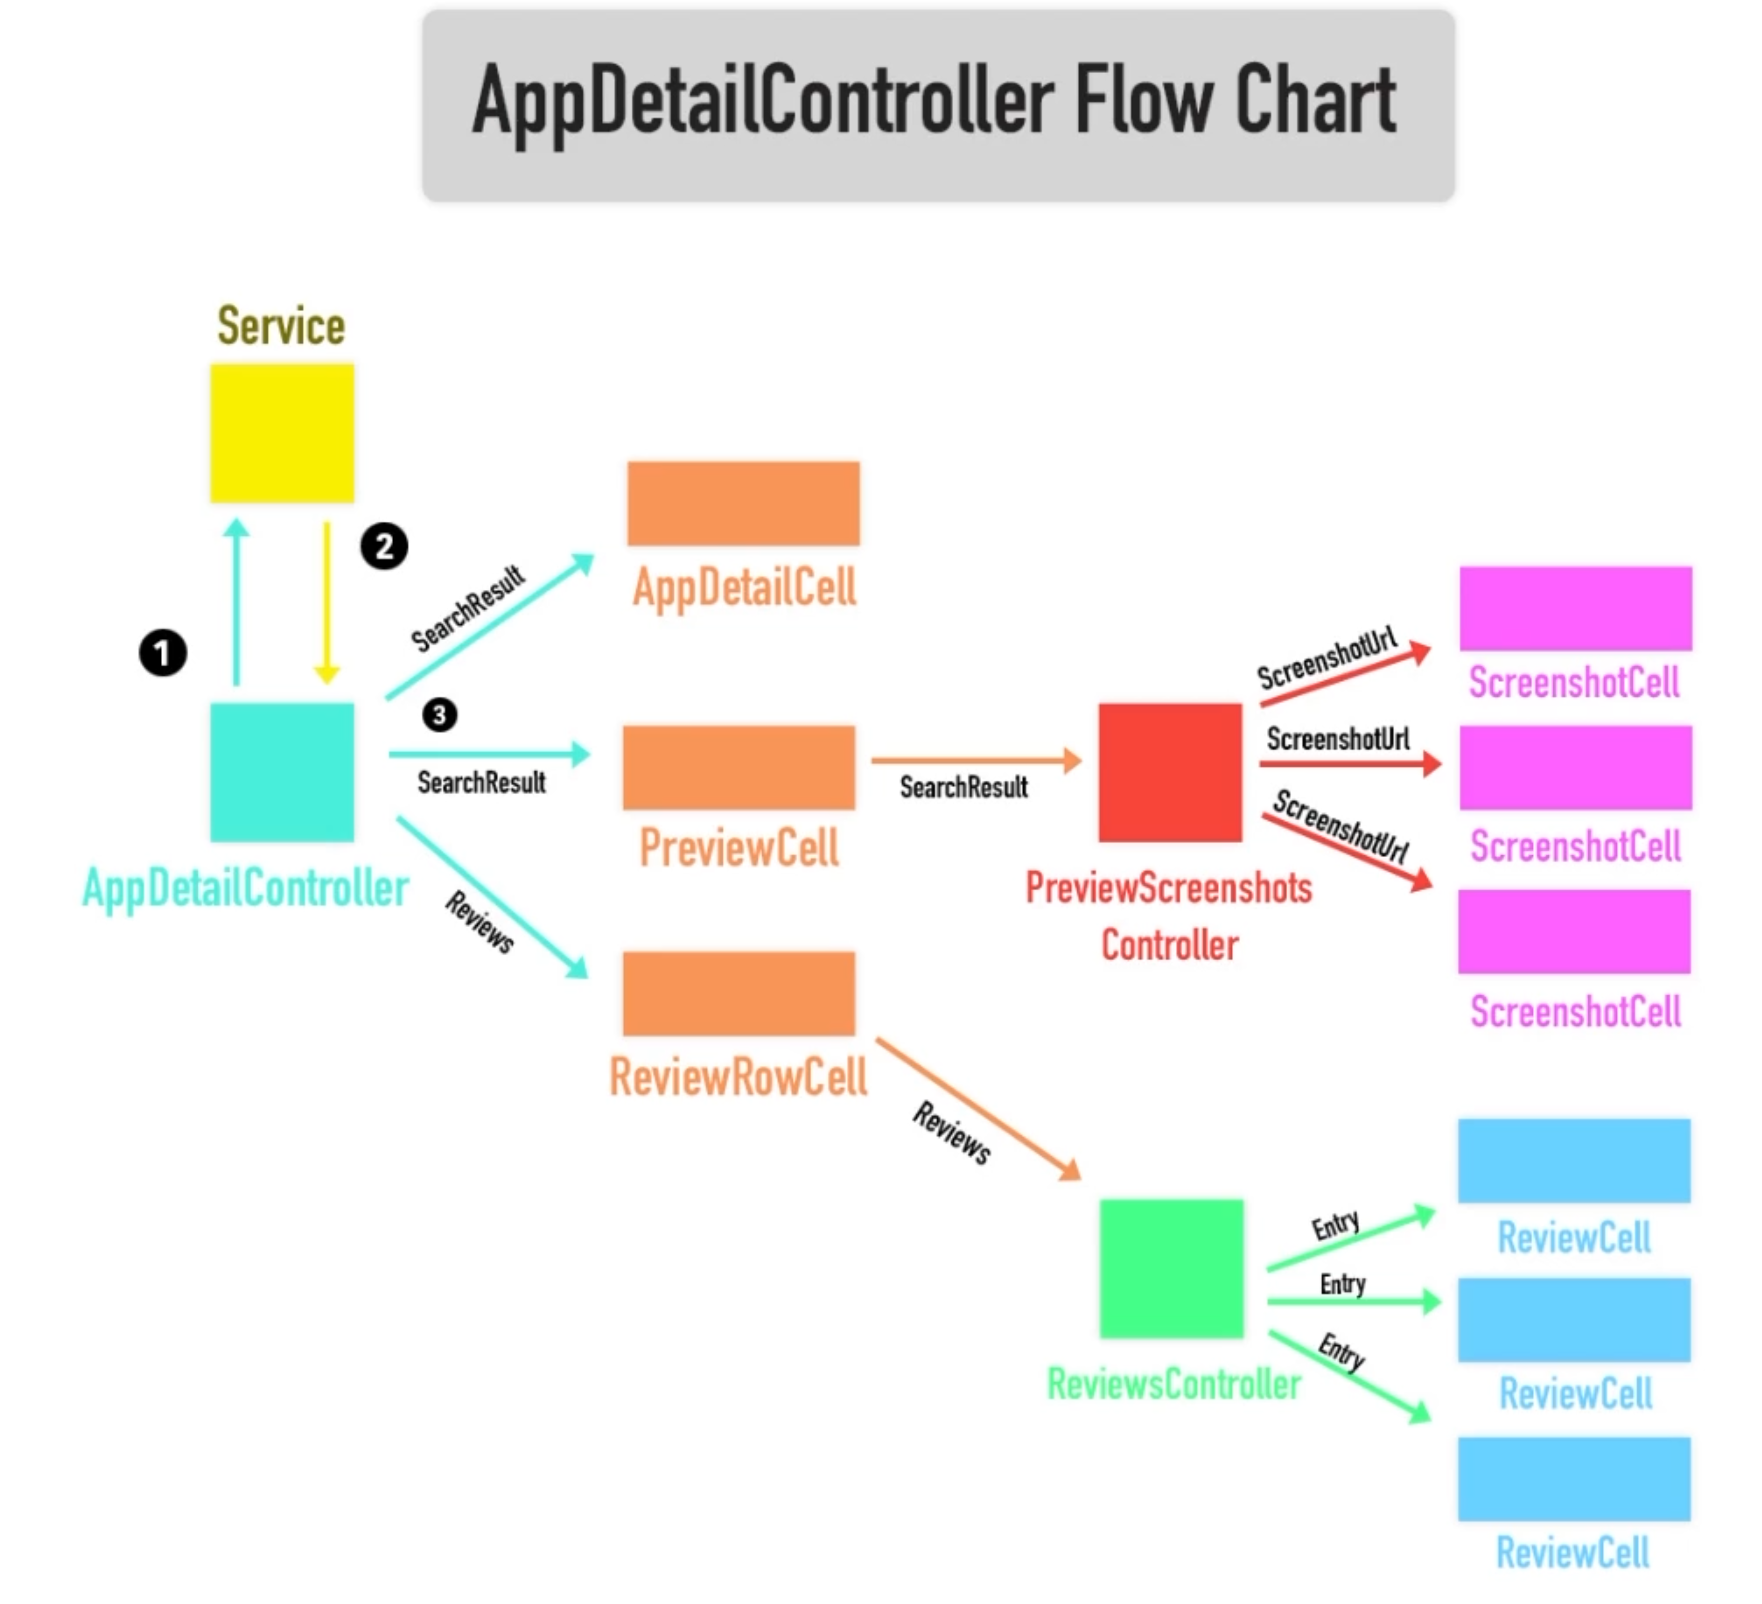 AppDetailController Flow Chart
Service
2
1
SearchResult
AppDetailCell
3
SearchResult
AppDetailController
PreviewCell
SearchResult
Reviews
ReviewRowCell
Reviews
PreviewScreenshots
Controller
ScreenshotUrl
ScreenshotUrl
ScreenshotUrl
ScreenshotCell
ScreenshotCell
ScreenshotCell
ReviewsController
Entry
Entry
Entry
ReviewCell
ReviewCell
ReviewCell